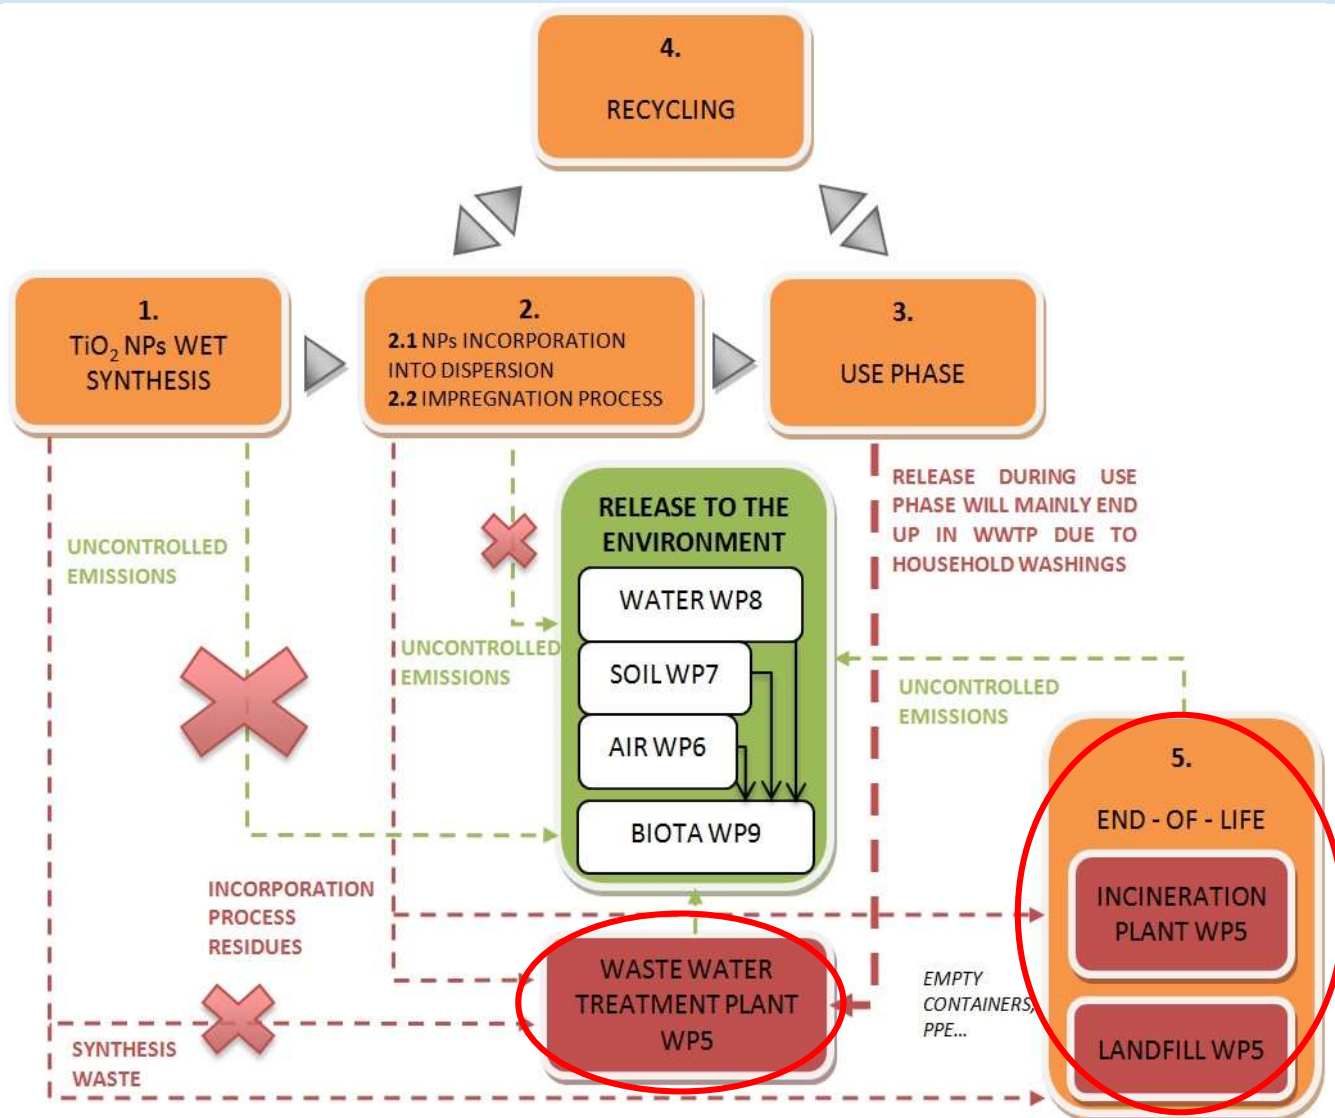 4.
RECYCLING
1.
TiO₂ NPs WET
SYNTHESIS
2.
2.1 NPs INCORPORATION
INTO DISPERSION
2.2 IMPREGNATION PROCESS
3.
USE PHASE
UNCONTROLLED
EMISSIONS
UNCONTROLLED
EMISSIONS
RELEASE TO THE
ENVIRONMENT
WATER WP8
SOIL WP7
AIR WP6
BIOTA WP9
RELEASE DURING USE
PHASE WILL MAINLY END
UP IN WWTP DUE TO
HOUSEHOLD WASHINGS
UNCONTROLLED
EMISSIONS
5.
END - OF - LIFE
INCINERATION
PLANT WP5
LANDFILL WP5
INCORPORATION
PROCESS
RESIDUES
WASTE WATER
TREATMENT PLANT
WP5
EMPTY
CONTAINERS,
PPE...
SYNTHESIS
WASTE